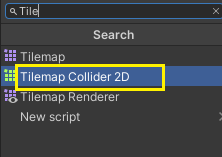 Tile
Search
Tilemap
Tilemap Collider 2D
Tilemap Renderer
New script